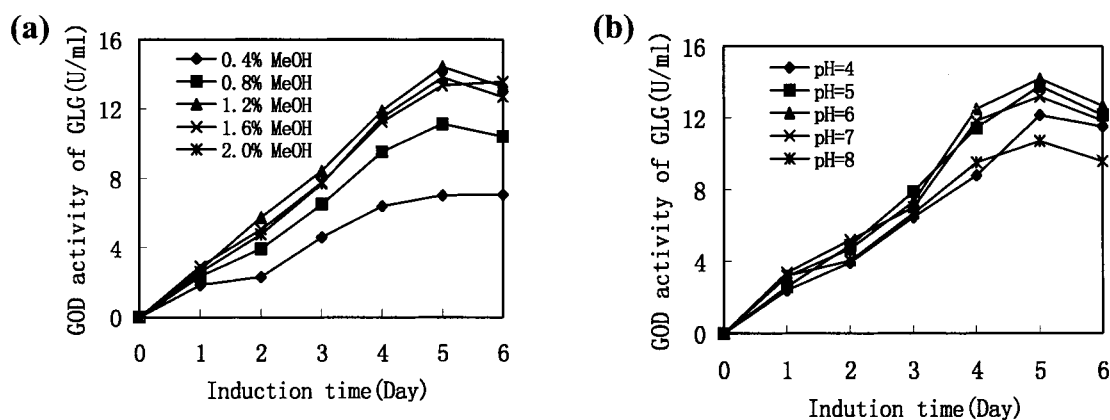 (a)
GOD activity of GLG(U/ml)
16
12
8
4
0
0.4% MeOH
0.8% MeOH
1.2% MeOH
1.6% MeOH
2.0% MeOH
0 1 2 3 4 5 6
Induction time(Day)
(b)
GOD activity of GLG(U/ml)
16
12
8
4
0
pH=4
pH=5
pH=6
pH=7
pH=8
0 1 2 3 4 5 6
Indution time(Day)